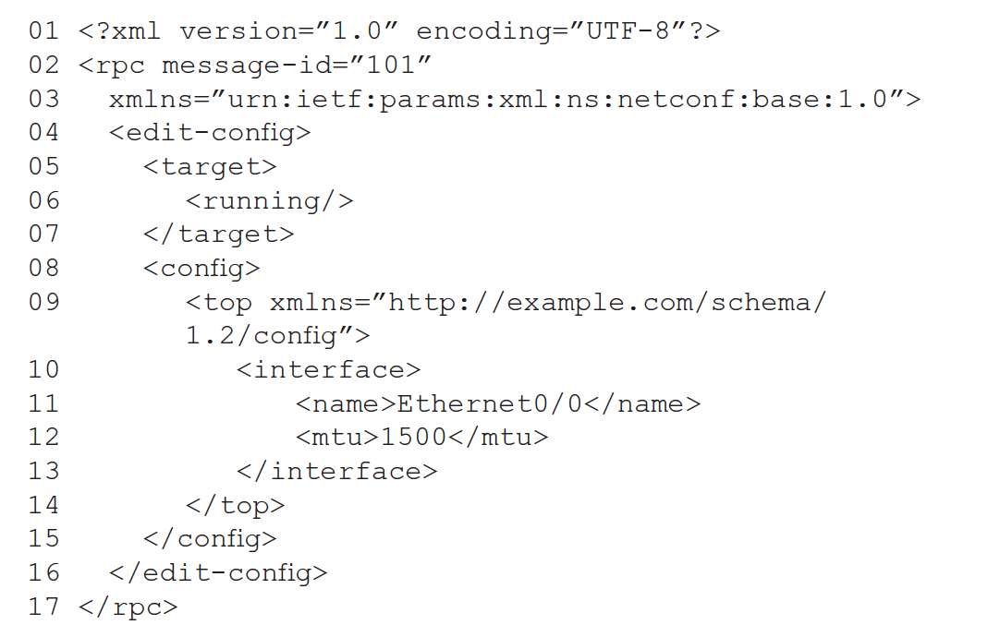 01 <?xml version=”1.0” encoding=”UTF-8”?>
02 <rpc message-id=”101”
03 xmlns=”urn:ietf:params:xml:ns:netconf:base:1.0”>
04 <edit-config>
05 <target>
06 <running/>
07 </target>
08 <config>
09 <top xmlns=”http://example.com/schema/
1.2/config”>
10 <interface>
11 <name>Ethernet0/0</name>
12 <mtu>1500</mtu>
13 </interface>
14 </top>
15 </config>
16 </edit-config>
17 </rpc>